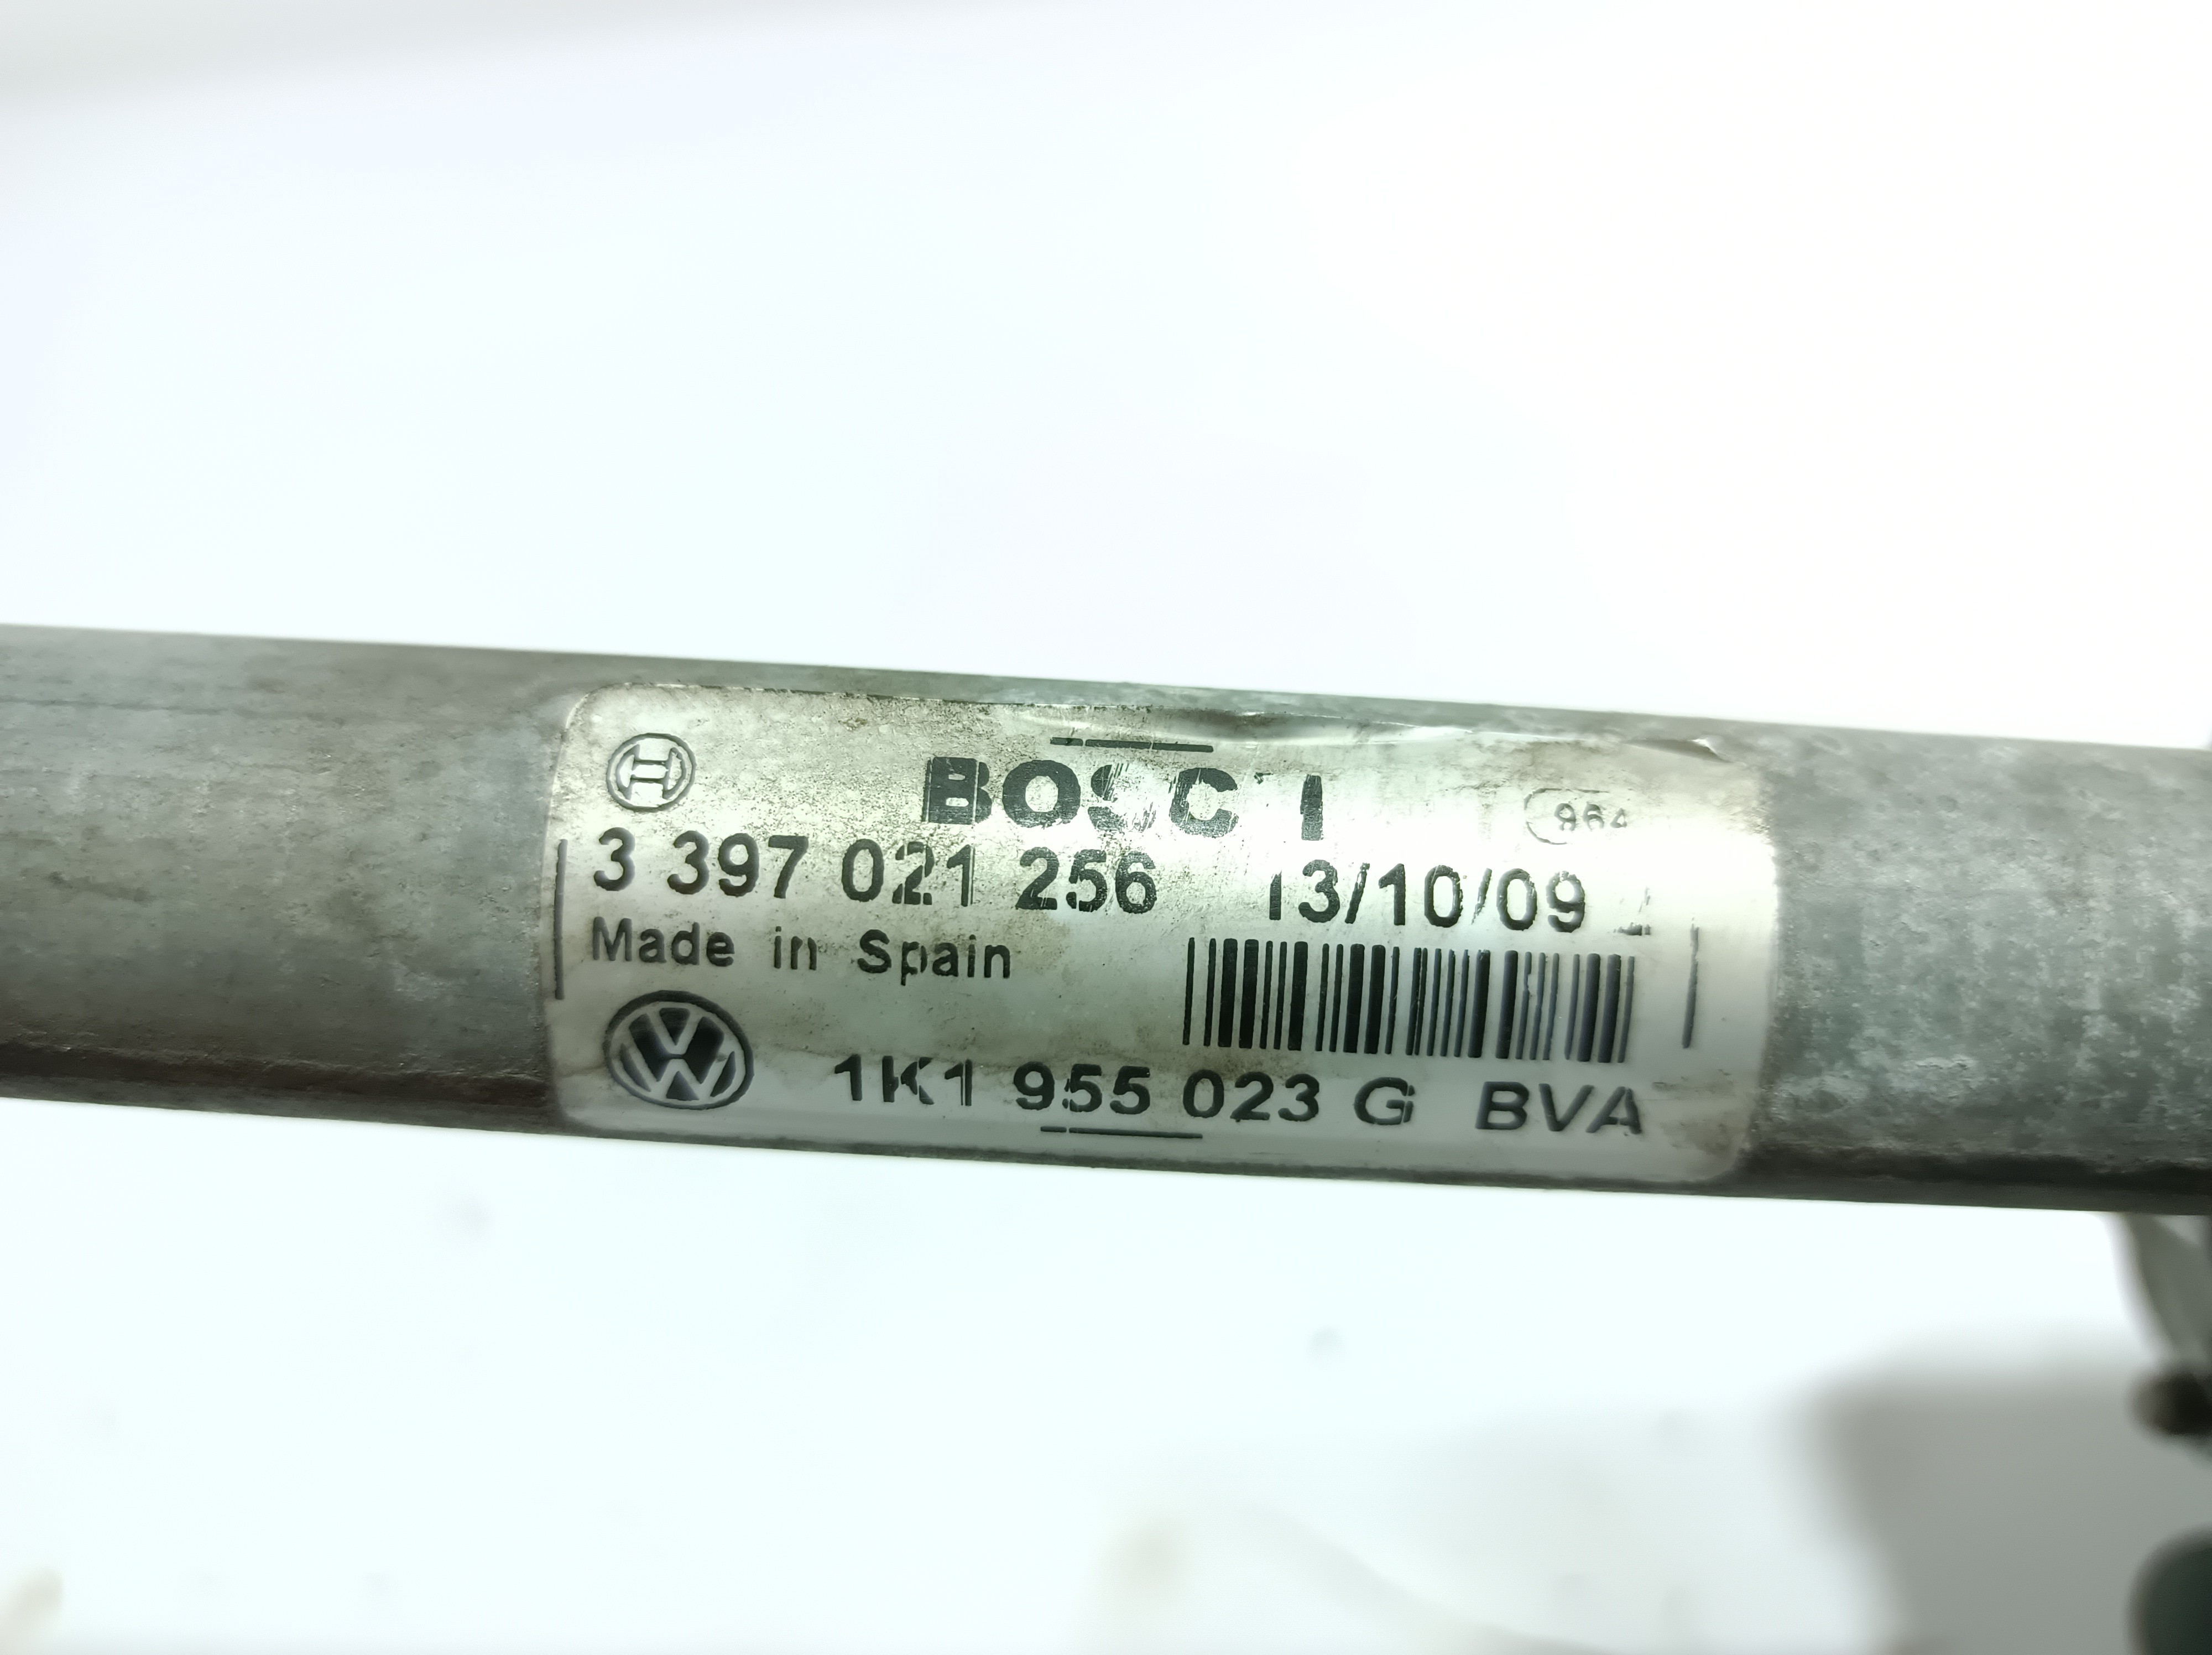 BOSCH
3 397 021 256 13/10/09
Made in Spain
1K1 955 023 G BVA